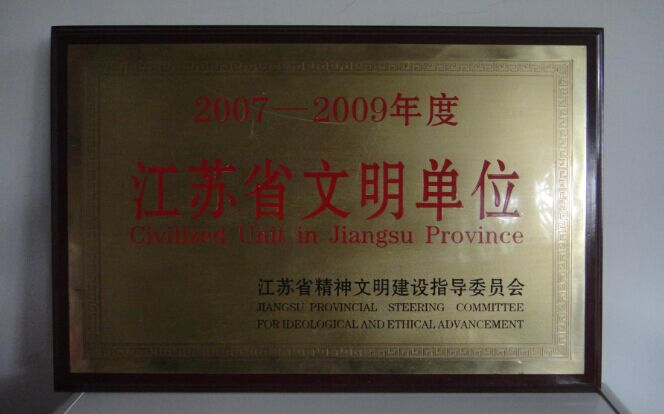 2007—2009年度
江苏省文明单位
Civilized Unit in Jiangsu Province
江苏省精神文明建设指导委员会
JIANGSU PROVINCIAL STEERING COMMITTEE
FOR IDEOLOGICAL AND ETHICAL ADVANCEMENT